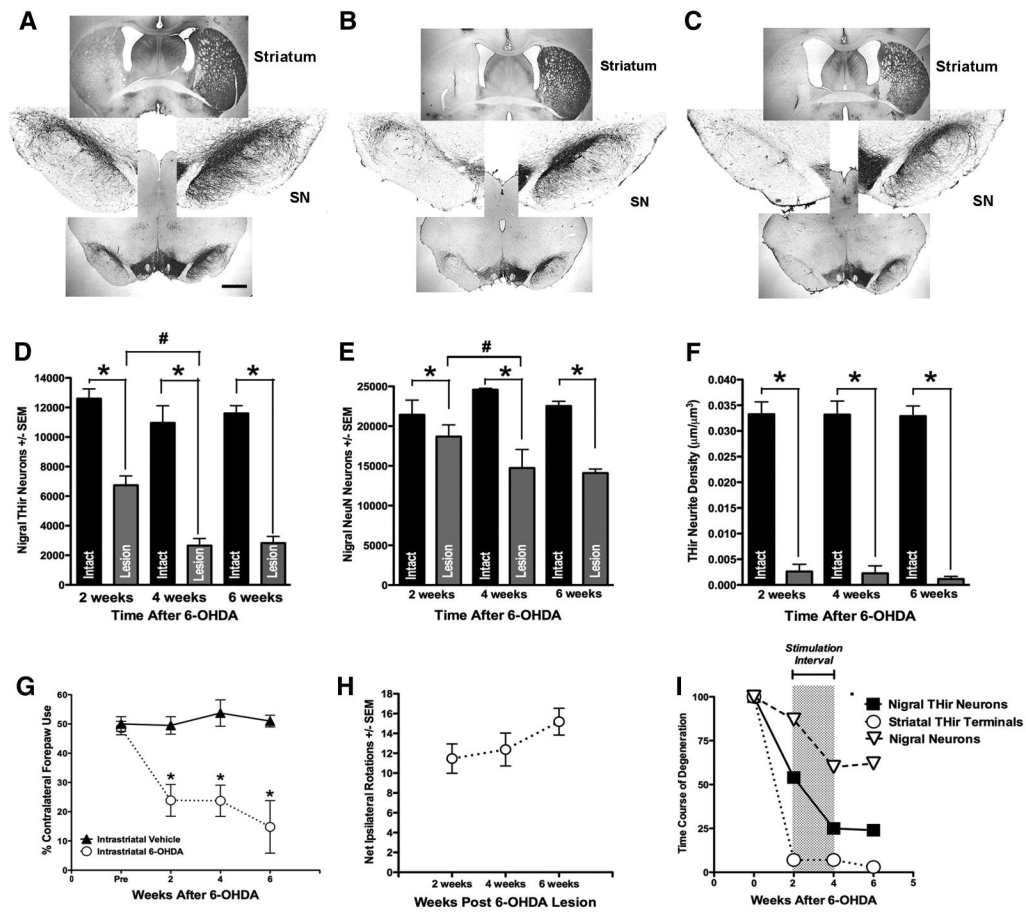 A
B
C
Striatum
Striatum
Striatum
SN
SN
SN
D
#
*
*
*
Nigral THir Neurons +/- SEM
14000
12000
10000
8000
6000
4000
2000
0
Intact
Lesion
Intact
Lesion
Intact
Lesion
2 weeks
4 weeks
6 weeks
Time After 6-OHDA
E
#
*
*
*
Nigral NeuN Neurons +/- SEM
25000
20000
15000
10000
5000
0
Intact
Lesion
Intact
Lesion
Intact
Lesion
2 weeks
4 weeks
6 weeks
Time After 6-OHDA
F
*
*
*
THir Neurite Density (µm/µm³)
0.040
0.035
0.030
0.025
0.020
0.015
0.010
0.005
0.000
Intact
Intact
Intact
2 weeks
4 weeks
6 weeks
Time After 6-OHDA
G
% Contralateral Forepaw Use
60
50
40
30
20
10
0
*
*
*
Intrastriatal Vehicle
Intrastriatal 6-OHDA
0
Pre
2
4
6
Weeks After 6-OHDA
H
Net Ipsilateral Rotations +/- SEM
18
16
14
12
10
8
6
4
2
0
2 weeks
4 weeks
6 weeks
Weeks Post 6-OHDA Lesion
I
Stimulation
Interval
Time Course of Degeneration
100
75
50
25
0
Nigral THir Neurons
Striatal THir Terminals
Nigral Neurons
0
0
2
4
6
5
Weeks After 6-OHDA